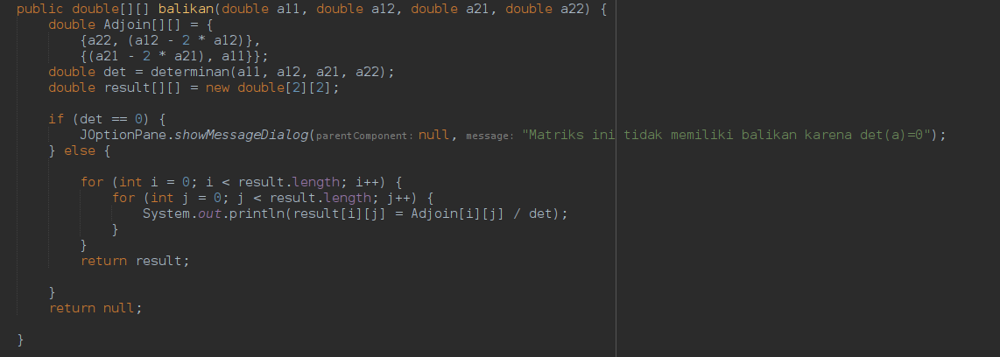 public double[][] balikan(double a11, double a12, double a21, double a22) {
    double Adjoin[][] = {
        {a22, (a12 - 2 * a12)},
        {(a21 - 2 * a21), a11}};
    double det = determinan(a11, a12, a21, a22);
    double result[][] = new double[2][2];
    if (det == 0) {
        JOptionPane.showMessageDialog(parentComponent: null, message: "Matriks ini tidak memiliki balikan karena det(a)=0");
    } else {
        for (int i = 0; i < result.length; i++) {
            for (int j = 0; j < result.length; j++) {
                System.out.println(result[i][j] = Adjoin[i][j] / det);
            }
        }
        return result;
    }
    return null;
}